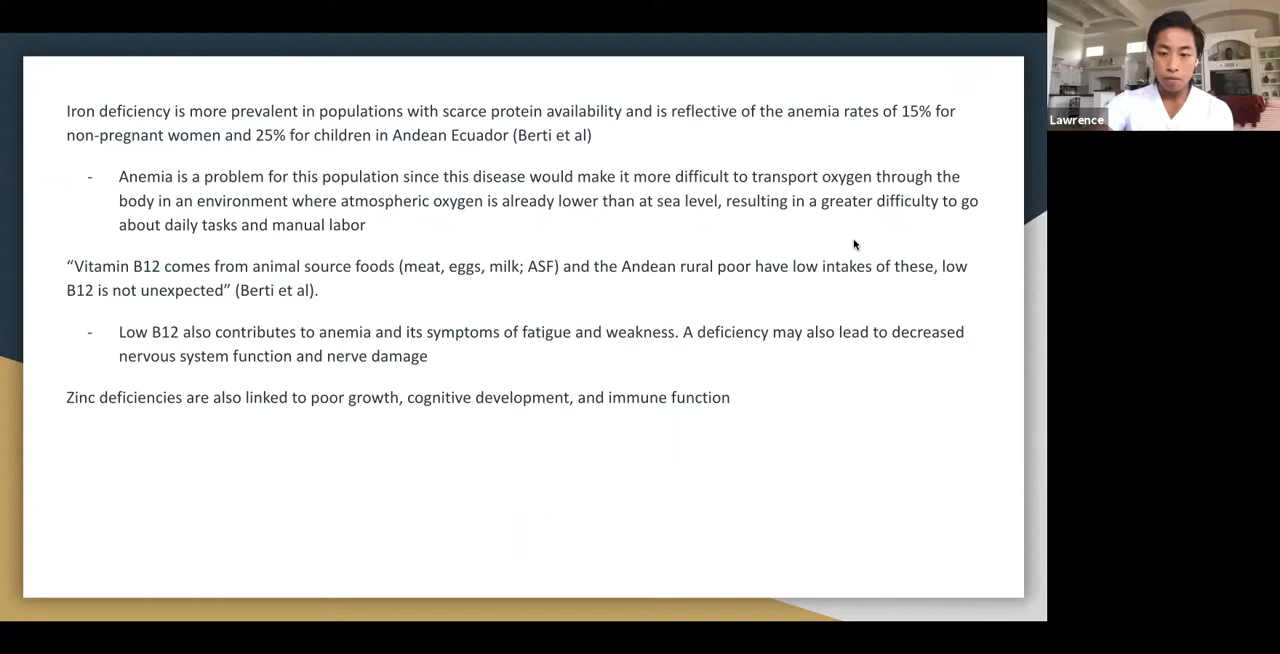 Iron deficiency is more prevalent in populations with scarce protein availability and is reflective of the anemia rates of 15% for
non-pregnant women and 25% for children in Andean Ecuador (Berti et al)
- Anemia is a problem for this population since this disease would make it more difficult to transport oxygen through the
body in an environment where atmospheric oxygen is already lower than at sea level, resulting in a greater difficulty to go
about daily tasks and manual labor
“Vitamin B12 comes from animal source foods (meat, eggs, milk; ASF) and the Andean rural poor have low intakes of these, low
B12 is not unexpected” (Berti et al).
- Low B12 also contributes to anemia and its symptoms of fatigue and weakness. A deficiency may also lead to decreased
nervous system function and nerve damage
Zinc deficiencies are also linked to poor growth, cognitive development, and immune function
Lawrence